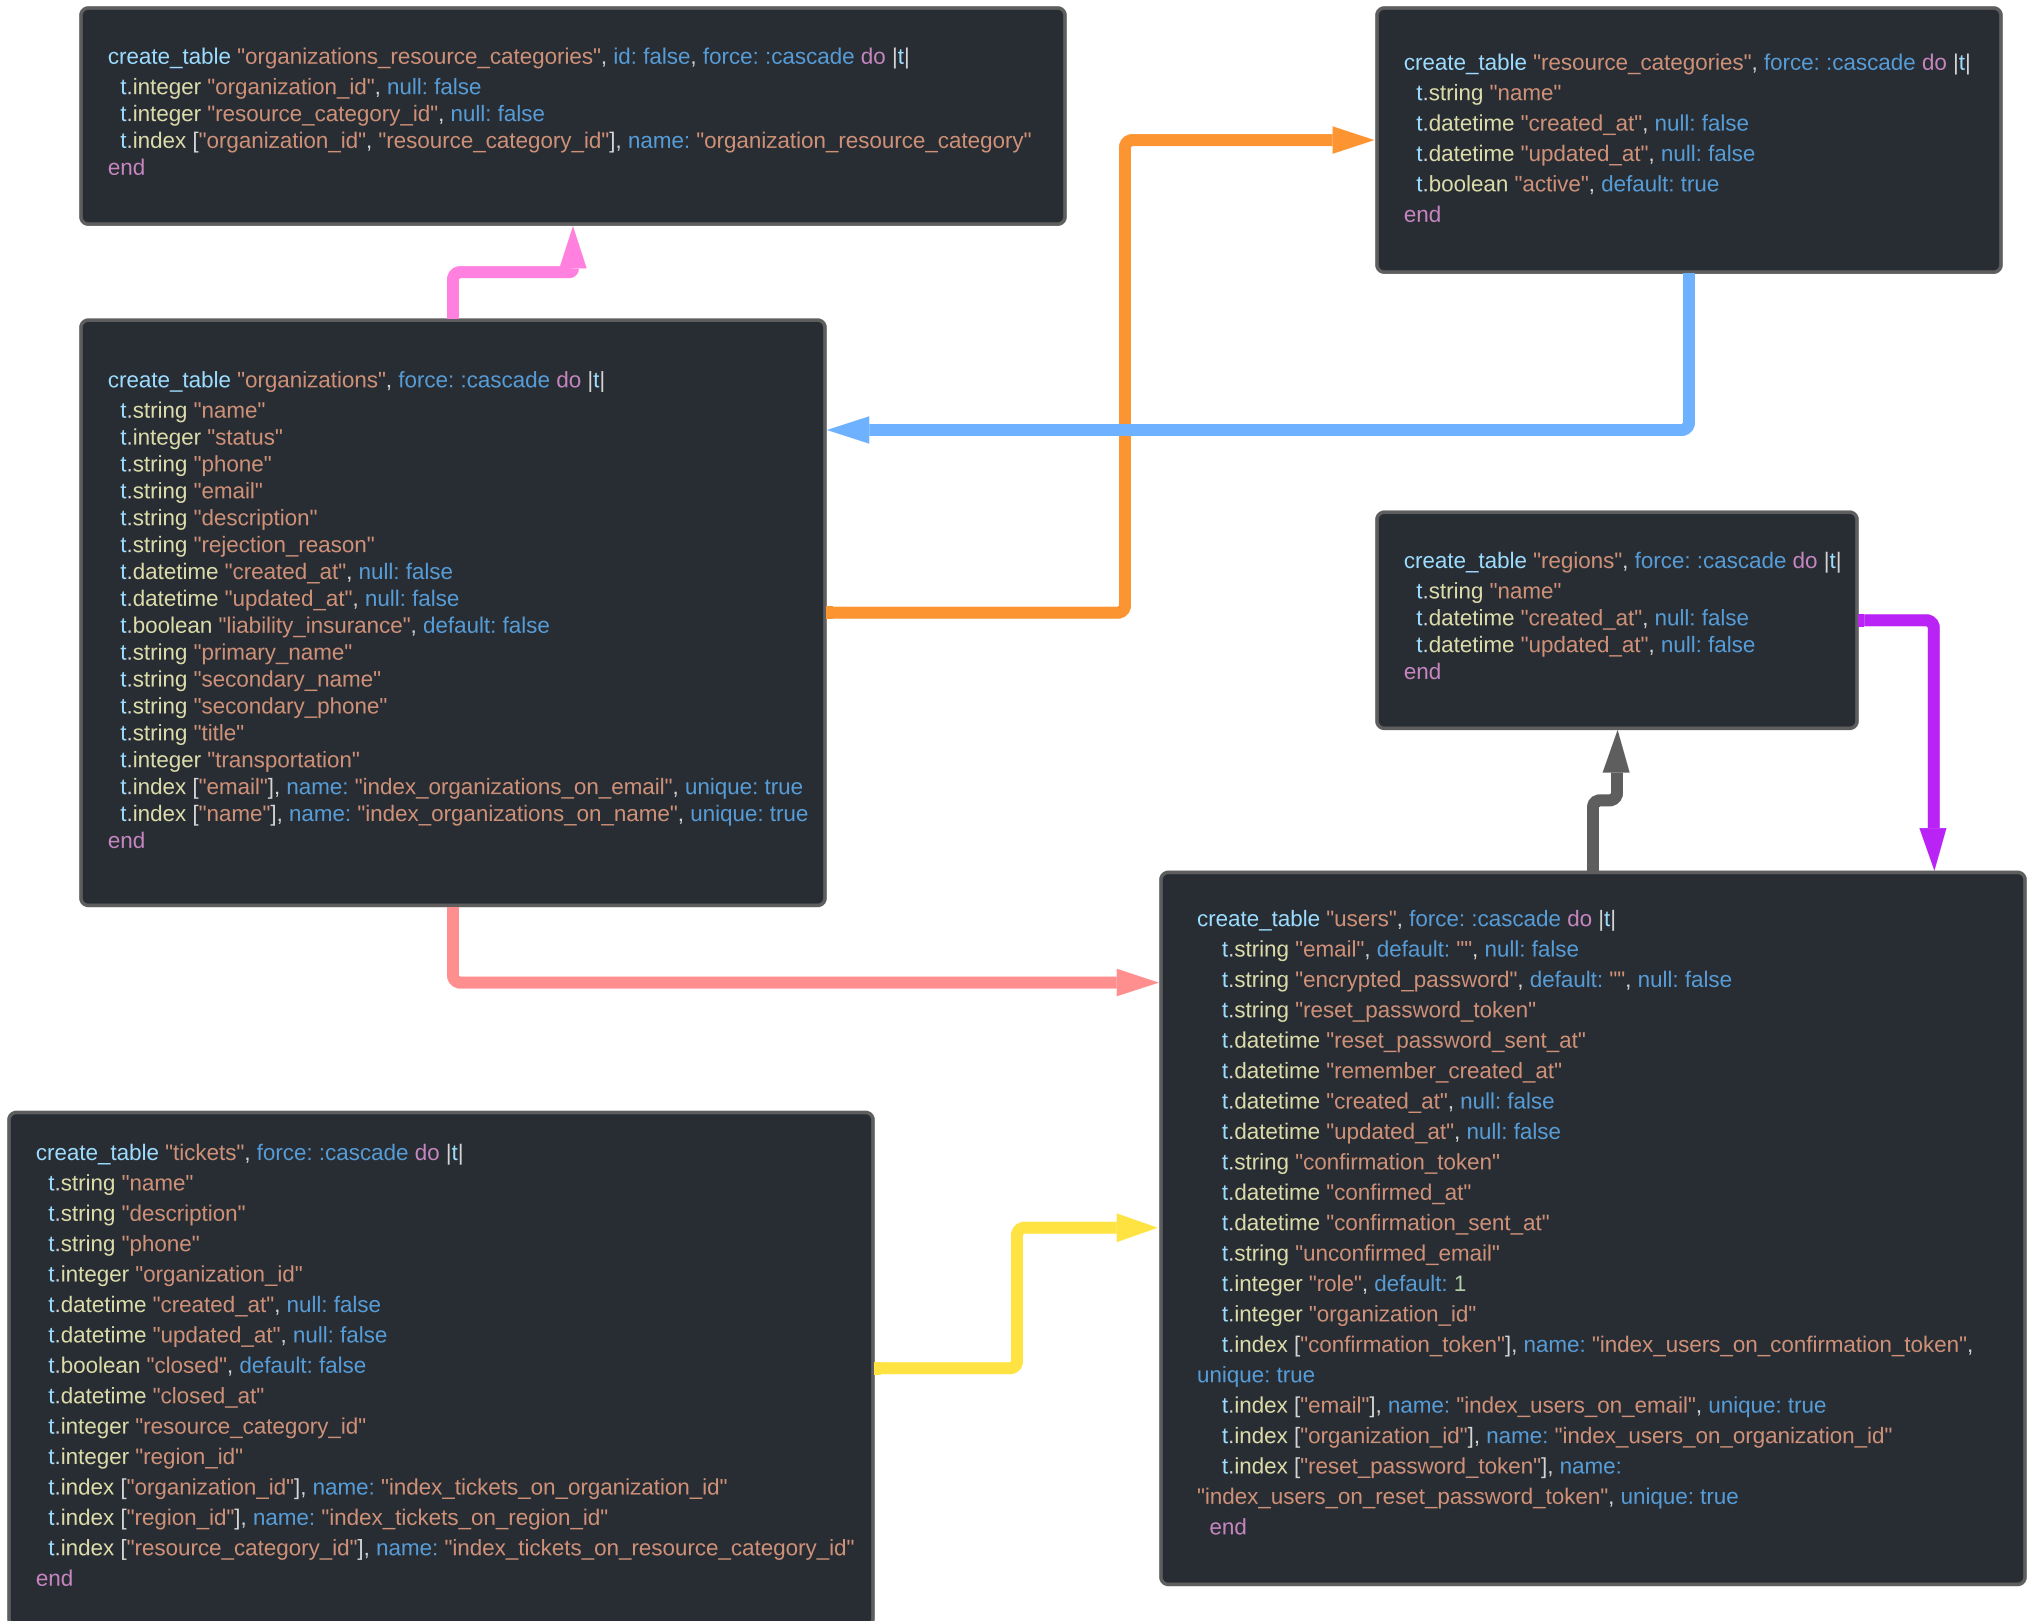 create_table "organizations_resource_categories", id: false, force: :cascade do |t|
t.integer "organization_id", null: false
t.integer "resource_category_id", null: false
t.index ["organization_id", "resource_category_id"], name: "organization_resource_category"
end
create_table "resource_categories", force: :cascade do |t|
t.string "name"
t.datetime "created_at", null: false
t.datetime "updated_at", null: false
t.boolean "active", default: true
end
create_table "organizations", force: :cascade do |t|
t.string "name"
t.integer "status"
t.string "phone"
t.string "email"
t.string "description"
t.string "rejection_reason"
t.datetime "created_at", null: false
t.datetime "updated_at", null: false
t.boolean "liability_insurance", default: false
t.string "primary_name"
t.string "secondary_name"
t.string "secondary_phone"
t.string "title"
t.integer "transportation"
t.index ["email"], name: "index_organizations_on_email", unique: true
t.index ["name"], name: "index_organizations_on_name", unique: true
end
create_table "regions", force: :cascade do |t|
t.string "name"
t.datetime "created_at", null: false
t.datetime "updated_at", null: false
end
create_table "users", force: :cascade do |t|
t.string "email", default: "", null: false
t.string "encrypted_password", default: "", null: false
t.string "reset_password_token"
t.datetime "reset_password_sent_at"
t.datetime "remember_created_at"
t.datetime "created_at", null: false
t.datetime "updated_at", null: false
t.string "confirmation_token"
t.datetime "confirmed_at"
t.datetime "confirmation_sent_at"
t.string "unconfirmed_email"
t.integer "role", default: 1
t.integer "organization_id"
t.index ["confirmation_token"], name: "index_users_on_confirmation_token",
unique: true
t.index ["email"], name: "index_users_on_email", unique: true
t.index ["organization_id"], name: "index_users_on_organization_id"
t.index ["reset_password_token"], name:
"index_users_on_reset_password_token", unique: true
end
create_table "tickets", force: :cascade do |t|
t.string "name"
t.string "description"
t.string "phone"
t.integer "organization_id"
t.datetime "created_at", null: false
t.datetime "updated_at", null: false
t.boolean "closed", default: false
t.datetime "closed_at"
t.integer "resource_category_id"
t.integer "region_id"
t.index ["organization_id"], name: "index_tickets_on_organization_id"
t.index ["region_id"], name: "index_tickets_on_region_id"
t.index ["resource_category_id"], name: "index_tickets_on_resource_category_id"
end